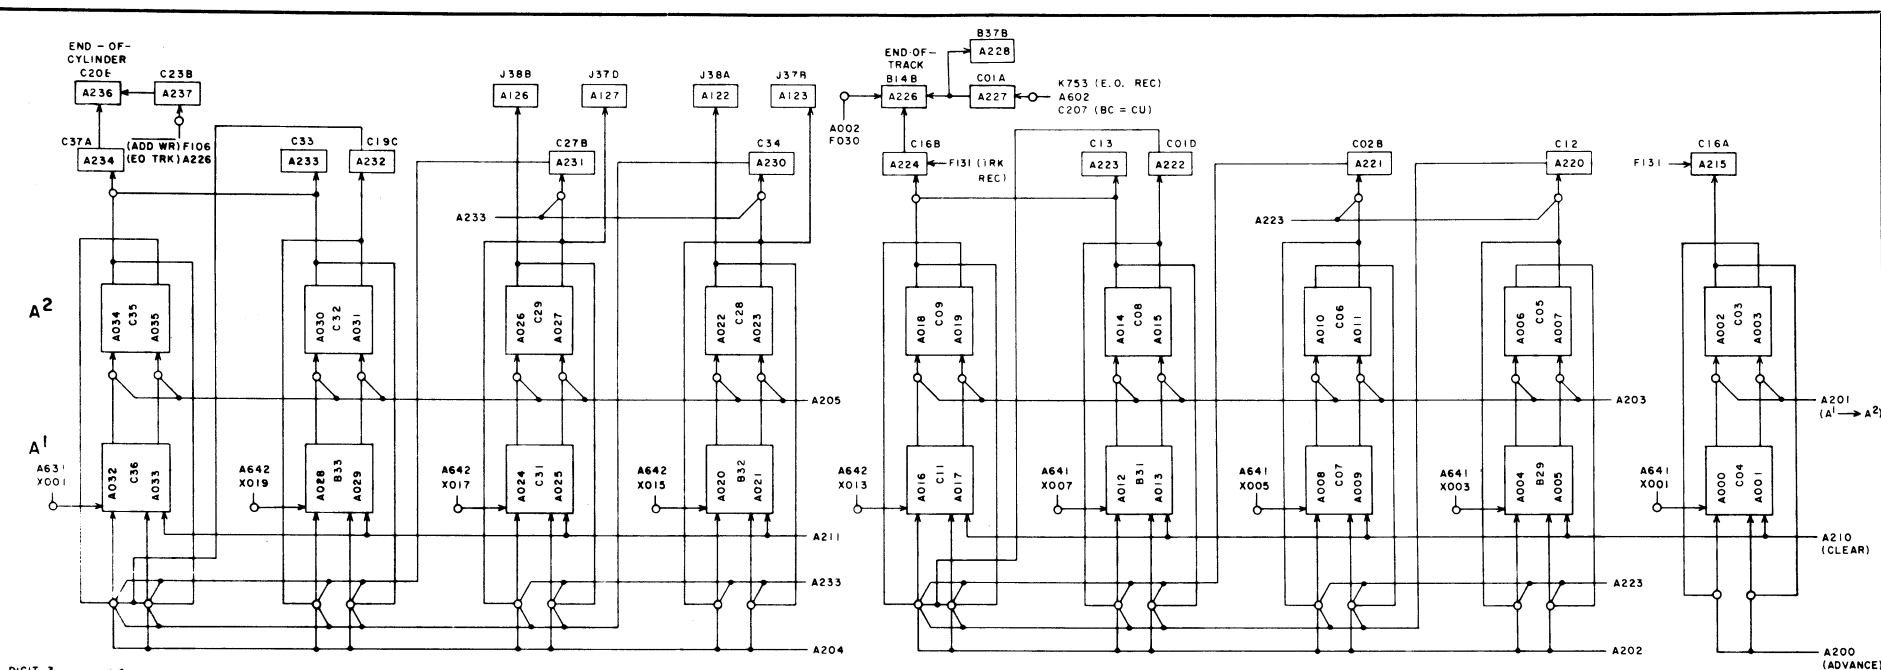 END-OF-
CYLINDER
C20E
A236
C23B
A237
J38B
A126
J37D
A127
J38A
A122
J37B
A123
END-OF-
TRACK
B14B
A226
B37B
A228
C01A
A227
K753 (E.O. REC)
A602
C207 (BC = CU)
A002
F030
C37A
A234
(ADD WR) F106
(EO TRK) A226
C33
A233
C19C
A232
C27B
A231
C34
A230
C16B
A224
F131 (TRK
REC)
C13
A223
C01D
A222
C02B
A221
C12
A220
C16A
F131
A215
A233
A223
A2
A034 C35 A035
A030 C32 A031
A026 C29 A027
A022 C28 A023
A018 C09 A019
A014 C08 A015
A010 C06 A011
A006 C05 A007
A002 C03 A003
A205
A203
A201
(A1 → A2)
A1
A631
X001
A032 C36 A033
A642
X019
A028 B33 A029
A642
X017
A024 C31 A025
A642
X015
A020 B32 A021
A642
X013
A016 C11 A017
A641
X007
A012 B31 A013
A641
X005
A008 C07 A009
A641
X003
A004 B29 A005
A641
X001
A000 C04 A001
A211
A210
(CLEAR)
A233
A223
A204
A202
A200
(ADVANCE)
DIGIT 3